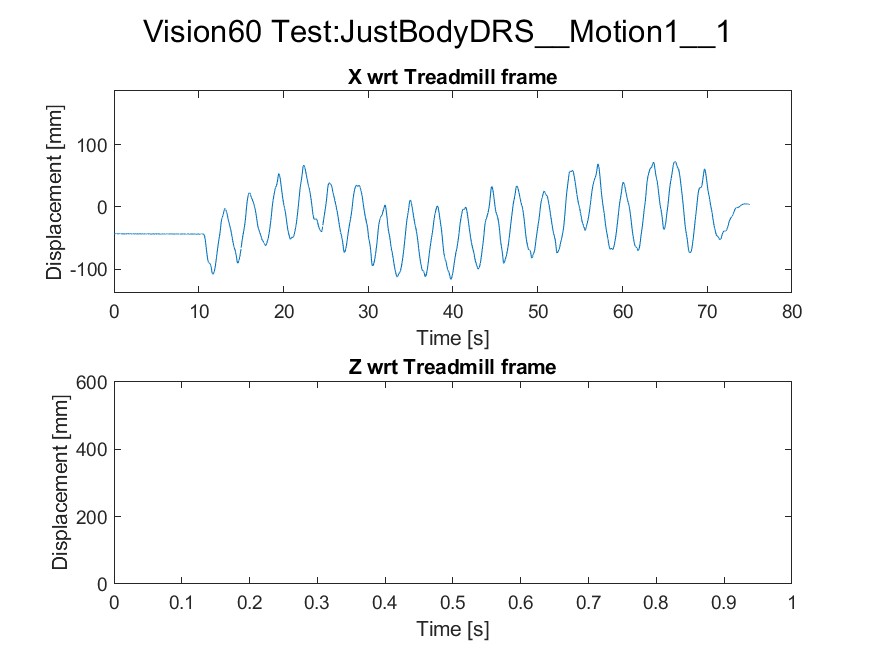 Vision60 Test:JustBodyDRS__Motion1__1
X wrt Treadmill frame
Displacement [mm]
100
0
-100
0 10 20 30 40 50 60 70 80
Time [s]
Z wrt Treadmill frame
Displacement [mm]
600
400
200
0
0 0.1 0.2 0.3 0.4 0.5 0.6 0.7 0.8 0.9 1
Time [s]